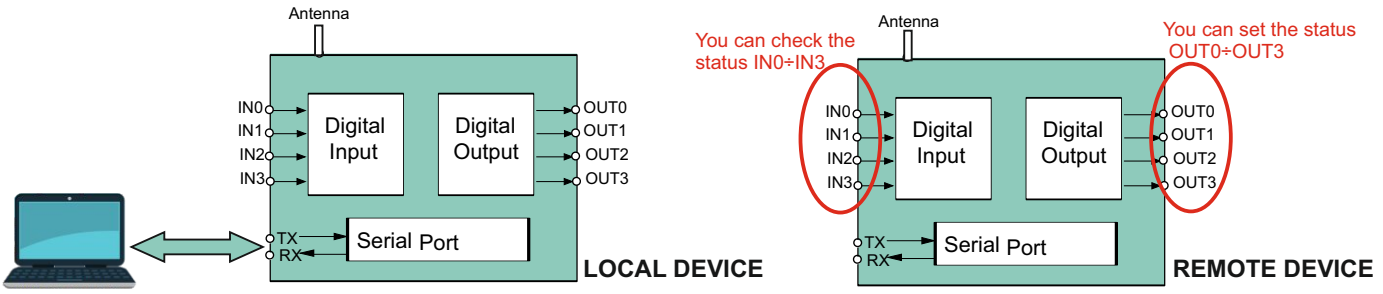 Antenna
IN0
IN1
IN2
IN3
Digital
Input
Digital
Output
OUT0
OUT1
OUT2
OUT3
TX
RX
Serial Port
LOCAL DEVICE
You can check the
status IN0÷IN3
Antenna
You can set the status
OUT0÷OUT3
IN0
IN1
IN2
IN3
Digital
Input
Digital
Output
OUT0
OUT1
OUT2
OUT3
TX
RX
Serial Port
REMOTE DEVICE